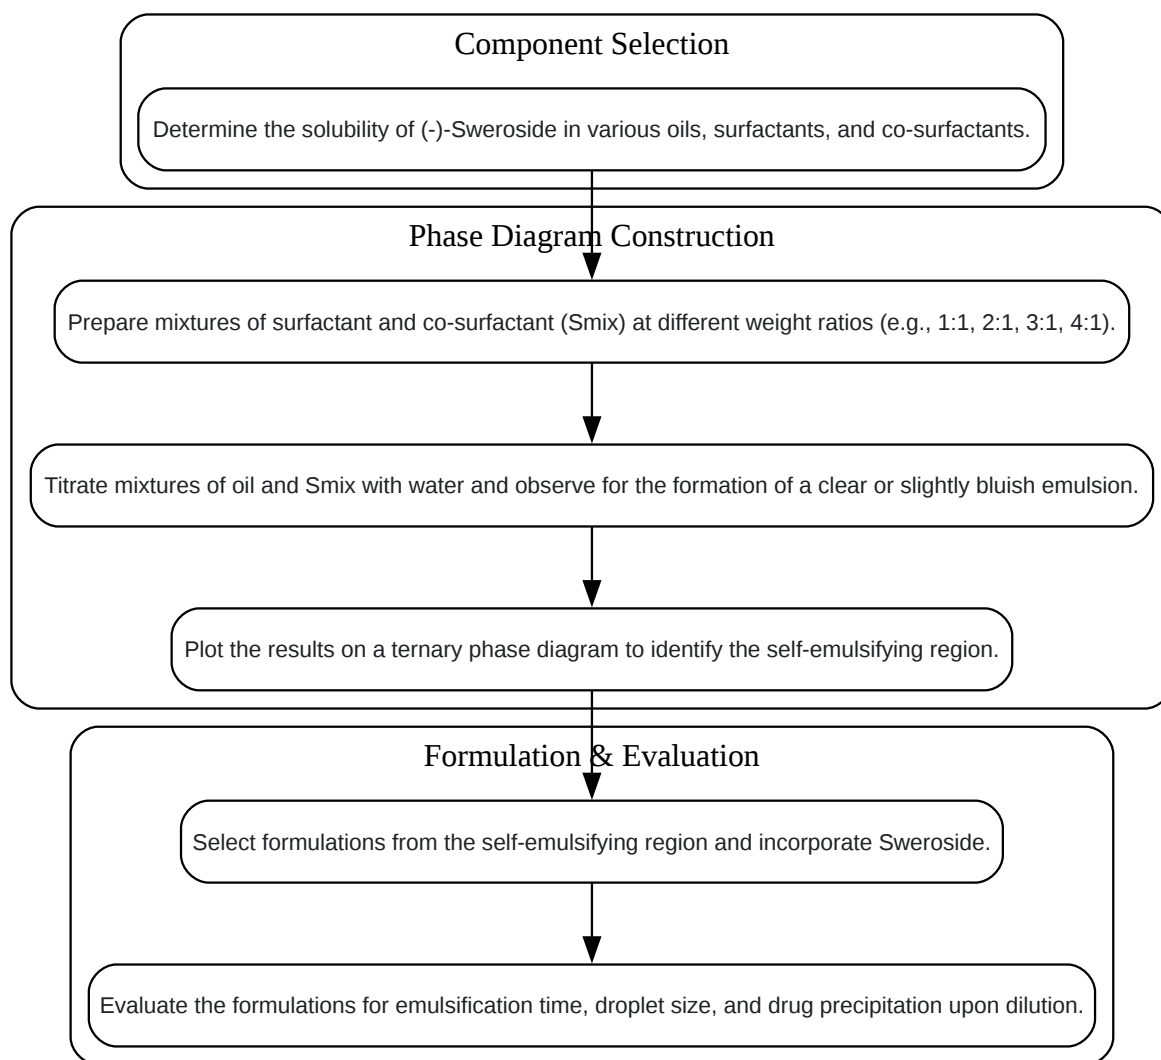 Component Selection
Determine the solubility of (-)-Sweroside in various oils, surfactants, and co-surfactants.
Phase Diagram Construction
Prepare mixtures of surfactant and co-surfactant (Smix) at different weight ratios (e.g., 1:1, 2:1, 3:1, 4:1).
Titrate mixtures of oil and Smix with water and observe for the formation of a clear or slightly bluish emulsion.
Plot the results on a ternary phase diagram to identify the self-emulsifying region.
Formulation & Evaluation
Select formulations from the self-emulsifying region and incorporate Sweroside.
Evaluate the formulations for emulsification time, droplet size, and drug precipitation upon dilution.